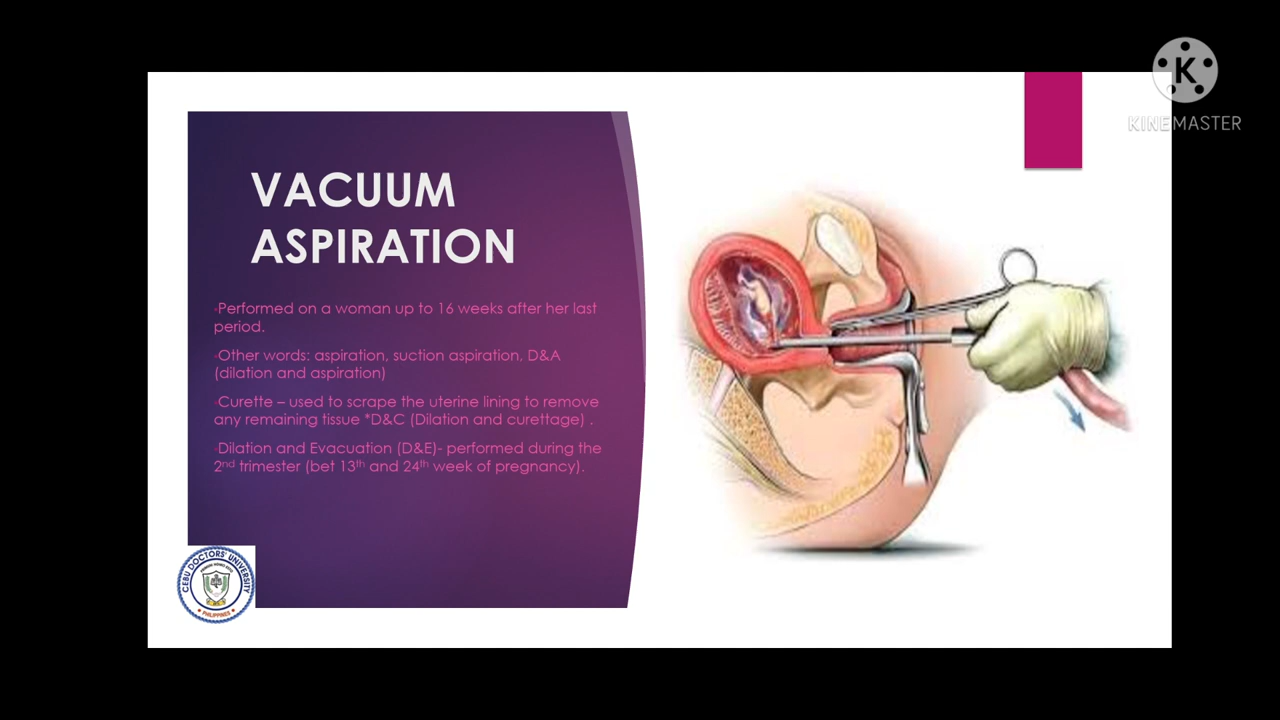 K
KINEMASTER
VACUUM
ASPIRATION
·Performed on a woman up to 16 weeks after her last
period.
·Other words: aspiration, suction aspiration, D&A
(dilation and aspiration)
·Curette – used to scrape the uterine lining to remove
any remaining tissue *D&C (Dilation and curettage) .
·Dilation and Evacuation (D&E)- performed during the
2nd trimester (bet 13th and 24th week of pregnancy).
CEBU DOCTORS' UNIVERSITY
PHILIPPINES